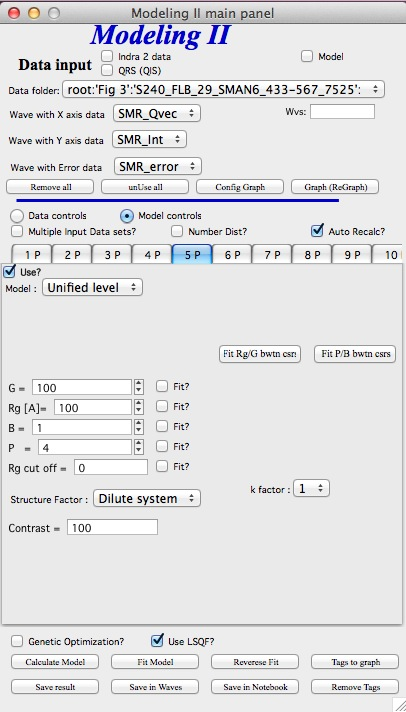 Modeling II main panel
Modeling II
Data input
Indra 2 data
Model
QRS (QIS)
Data folder: root:'Fig 3':'S240_FLB_29_SMAN6_433-567_7525':
Wave with X axis data SMR_Qvec Wvs:
Wave with Y axis data SMR_Int
Wave with Error data SMR_error
Remove all unUse all Config Graph Graph (ReGraph)
Data controls Model controls
Multiple Input Data sets? Number Dist? Auto Recalc?
1 P 2 P 3 P 4 P 5 P 6 P 7 P 8 P 9 P 10
Use?
Model : Unified level
Fit Rg/G bwtn csrs Fit P/B bwtn csrs
G = 100 Fit?
Rg [A]= 100 Fit?
B = 1 Fit?
P = 4 Fit?
Rg cut off = 0 Fit?
Structure Factor : Dilute system k factor : 1
Contrast = 100
Genetic Optimization? Use LSQF?
Calculate Model Fit Model Reverese Fit Tags to graph
Save result Save in Waves Save in Notebook Remove Tags